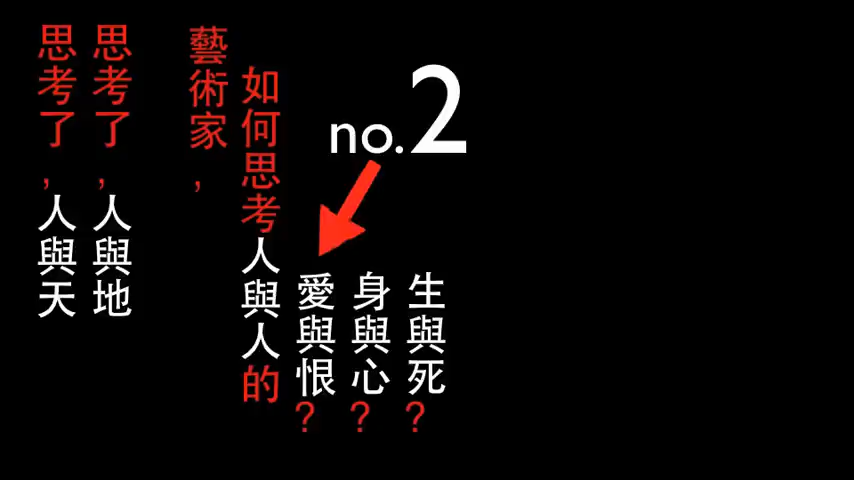 no.2
思考了，人與天
思考了，人與地
藝術家，
如何思考人與人的
愛與恨？
身與心？
生與死？